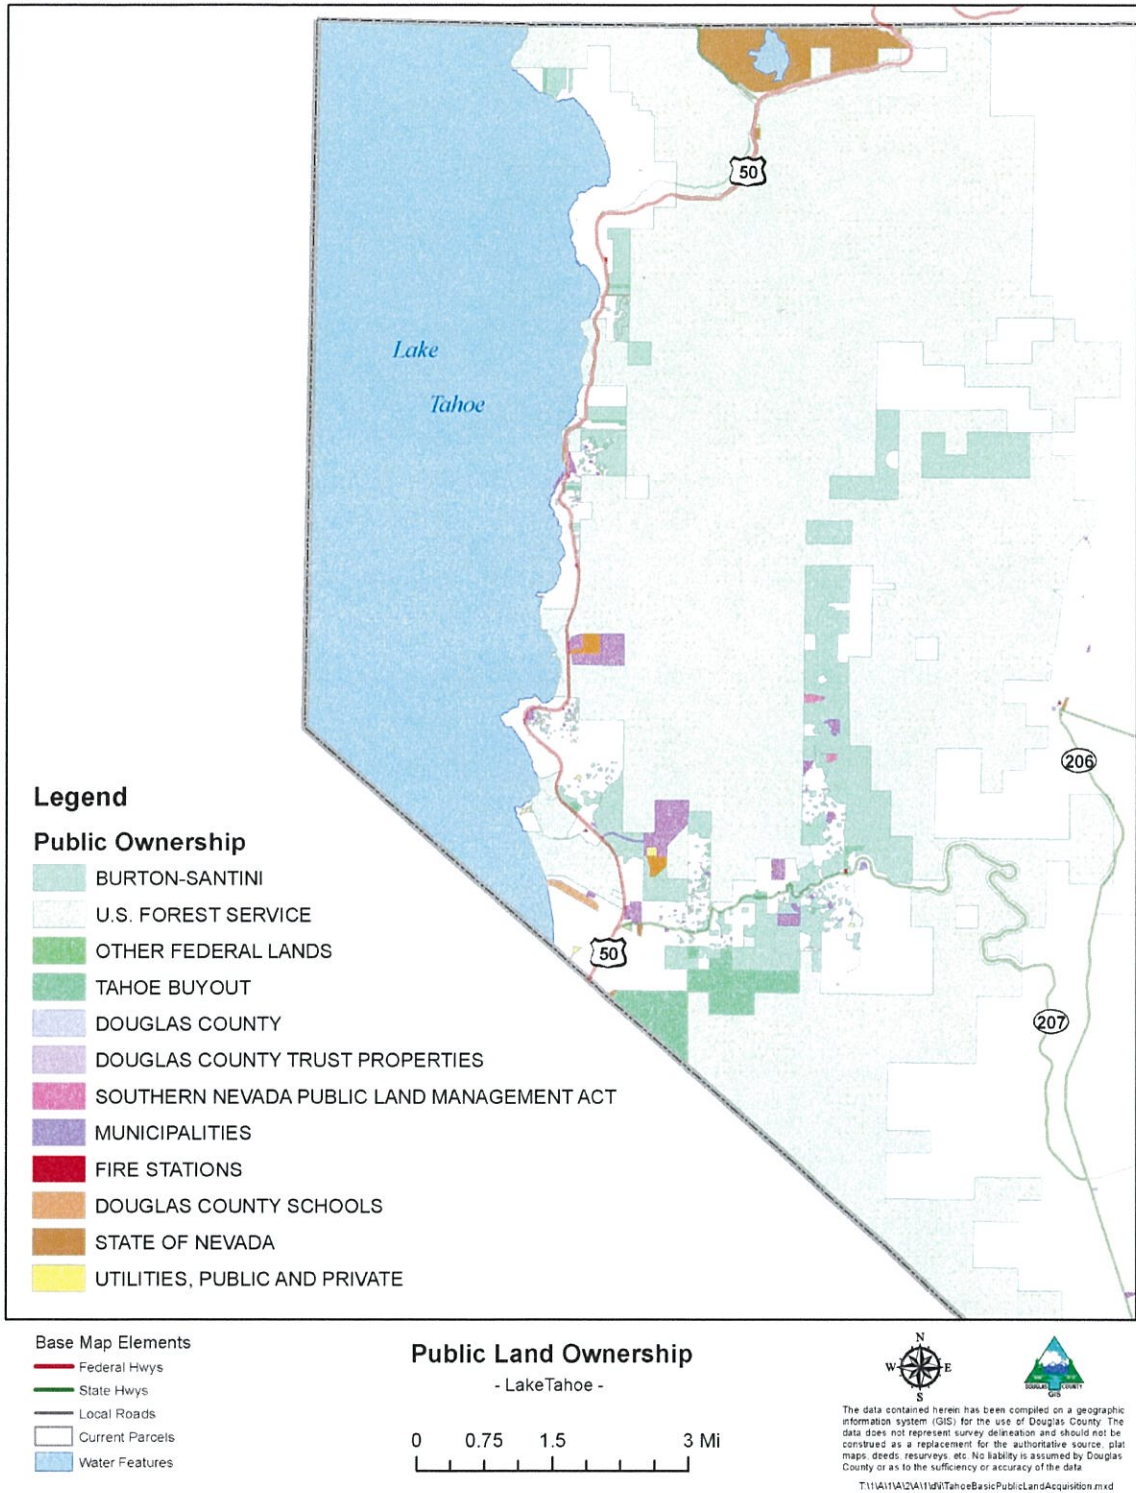 50
Lake
Tahoe
206
50
207
Legend
Public Ownership
BURTON-SANTINI
U.S. FOREST SERVICE
OTHER FEDERAL LANDS
TAHOE BUYOUT
DOUGLAS COUNTY
DOUGLAS COUNTY TRUST PROPERTIES
SOUTHERN NEVADA PUBLIC LAND MANAGEMENT ACT
MUNICIPALITIES
FIRE STATIONS
DOUGLAS COUNTY SCHOOLS
STATE OF NEVADA
UTILITIES, PUBLIC AND PRIVATE
Base Map Elements
Federal Hwys
State Hwys
Local Roads
Current Parcels
Water Features
Public Land Ownership
- LakeTahoe -
0 0.75 1.5 3 Mi
N
W E
S
DOUGLAS COUNTY
GIS
The data contained herein has been compiled on a geographic
information system (GIS) for the use of Douglas County. The
data does not represent survey delineation and should not be
construed as a replacement for the authoritative source, plat
maps, deeds, resurveys, etc. No liability is assumed by Douglas
County or as to the sufficiency or accuracy of the data.